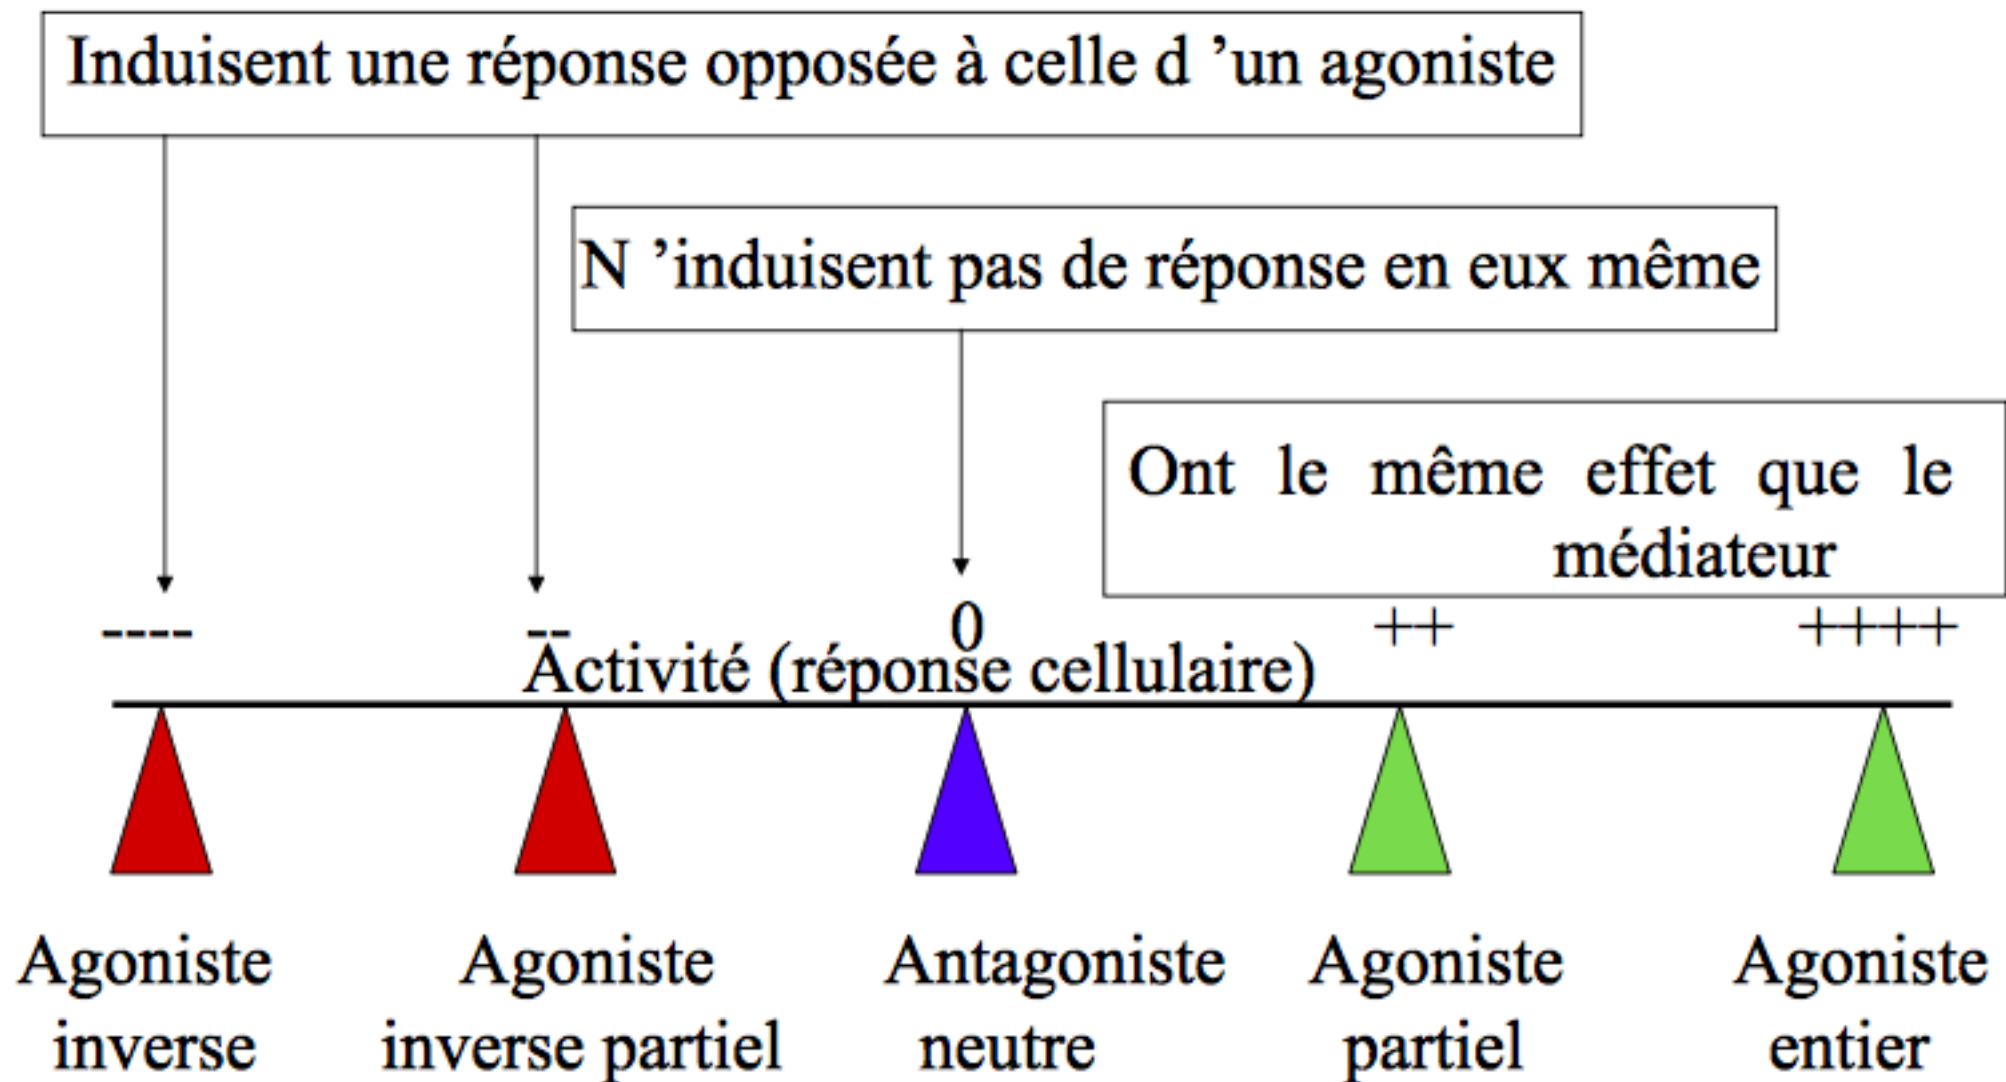 Induisent une réponse opposée à celle d ’un agoniste
N ’induisent pas de réponse en eux même
Ont le même effet que le
médiateur
---- -- 0 ++ ++++
Activité (réponse cellulaire)
Agoniste inverse
Agoniste inverse partiel
Antagoniste neutre
Agoniste partiel
Agoniste entier